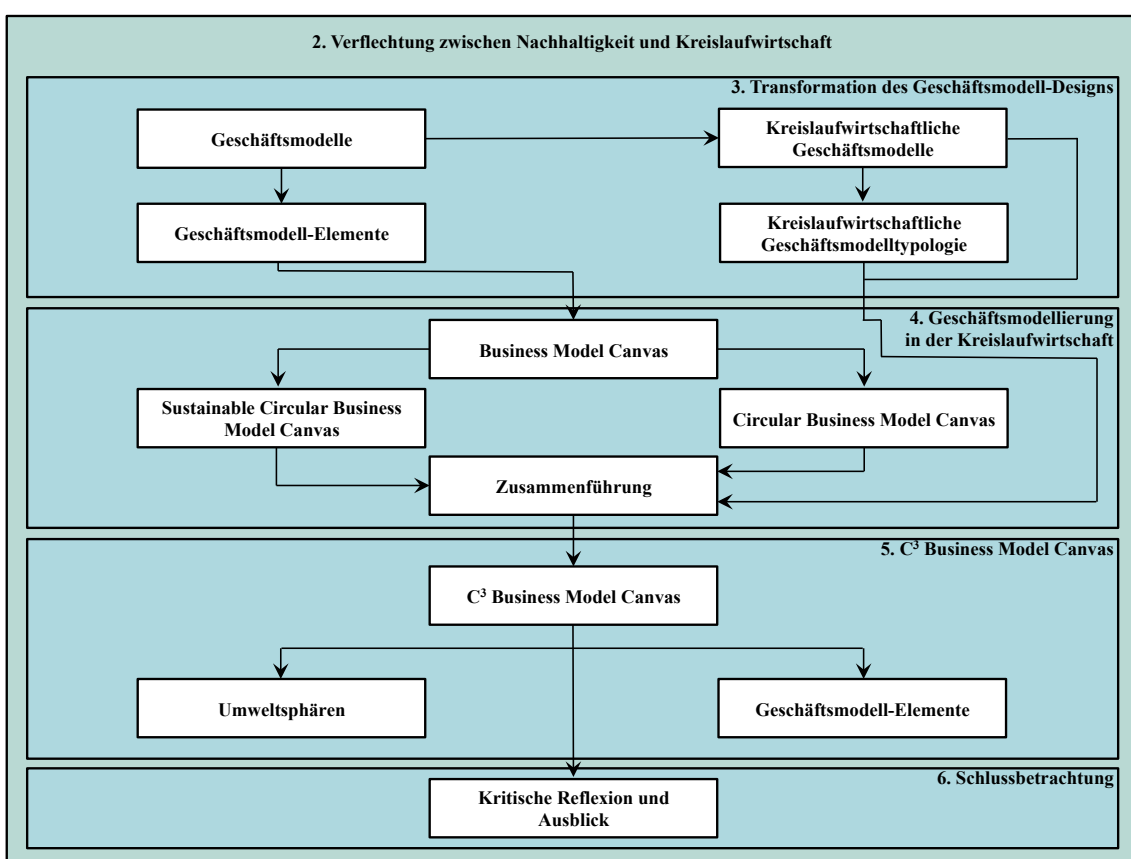 2. Verflechtung zwischen Nachhaltigkeit und Kreislaufwirtschaft
3. Transformation des Geschäftsmodell-Designs
Geschäftsmodelle
Kreislaufwirtschaftliche
Geschäftsmodelle
Geschäftsmodell-Elemente
Kreislaufwirtschaftliche
Geschäftsmodelltypologie
4. Geschäftsmodellierung
in der Kreislaufwirtschaft
Business Model Canvas
Sustainable Circular Business
Model Canvas
Circular Business Model Canvas
Zusammenführung
5. C³ Business Model Canvas
C³ Business Model Canvas
Umweltsphären
Geschäftsmodell-Elemente
6. Schlussbetrachtung
Kritische Reflexion und
Ausblick